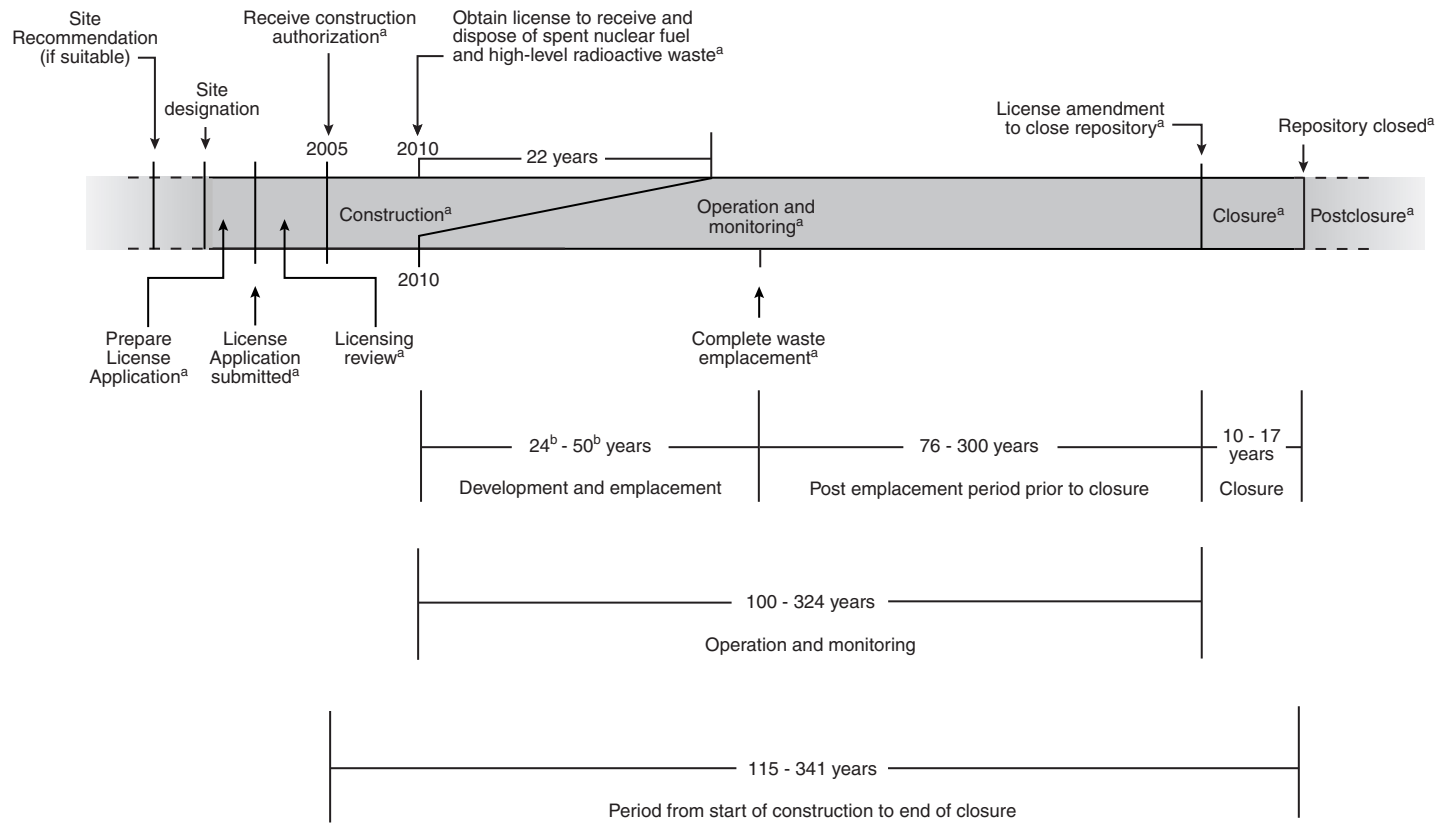 Site
Recommendation
(if suitable)
Site
designation
Receive construction
authorizationᵃ
Obtain license to receive and
dispose of spent nuclear fuel
and high-level radioactive wasteᵃ
License amendment
to close repositoryᵃ
Repository closedᵃ
2005
2010
22 years
Constructionᵃ
Operation and
monitoringᵃ
Closureᵃ
Postclosureᵃ
2010
Prepare
License
Applicationᵃ
License
Application
submittedᵃ
Licensing
reviewᵃ
Complete waste
emplacementᵃ
24ᵇ - 50ᵇ years
Development and emplacement
76 - 300 years
Post emplacement period prior to closure
10 - 17
years
Closure
100 - 324 years
Operation and monitoring
115 - 341 years
Period from start of construction to end of closure